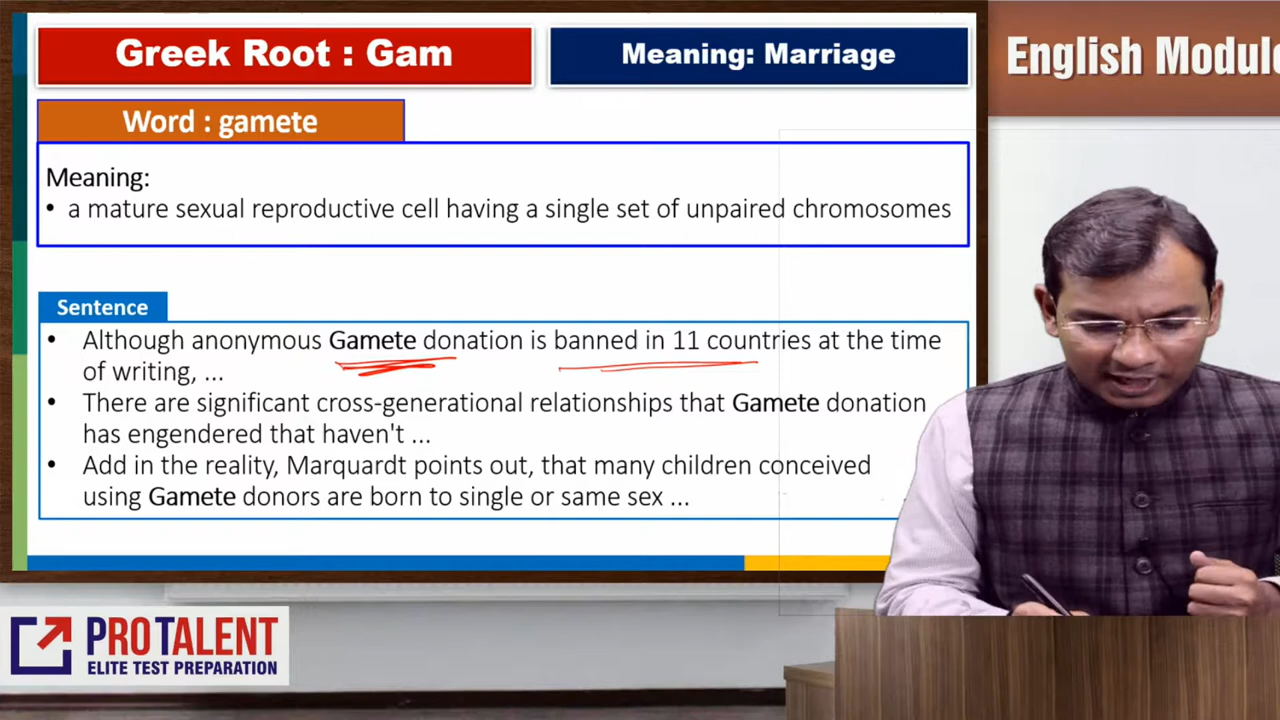 Greek Root : Gam
Meaning: Marriage
English Module
Word : gamete
Meaning:
• a mature sexual reproductive cell having a single set of unpaired chromosomes
Sentence
• Although anonymous Gamete donation is banned in 11 countries at the time
of writing, ...
• There are significant cross-generational relationships that Gamete donation
has engendered that haven't ...
• Add in the reality, Marquardt points out, that many children conceived
using Gamete donors are born to single or same sex ...
PROTALENT
ELITE TEST PREPARATION